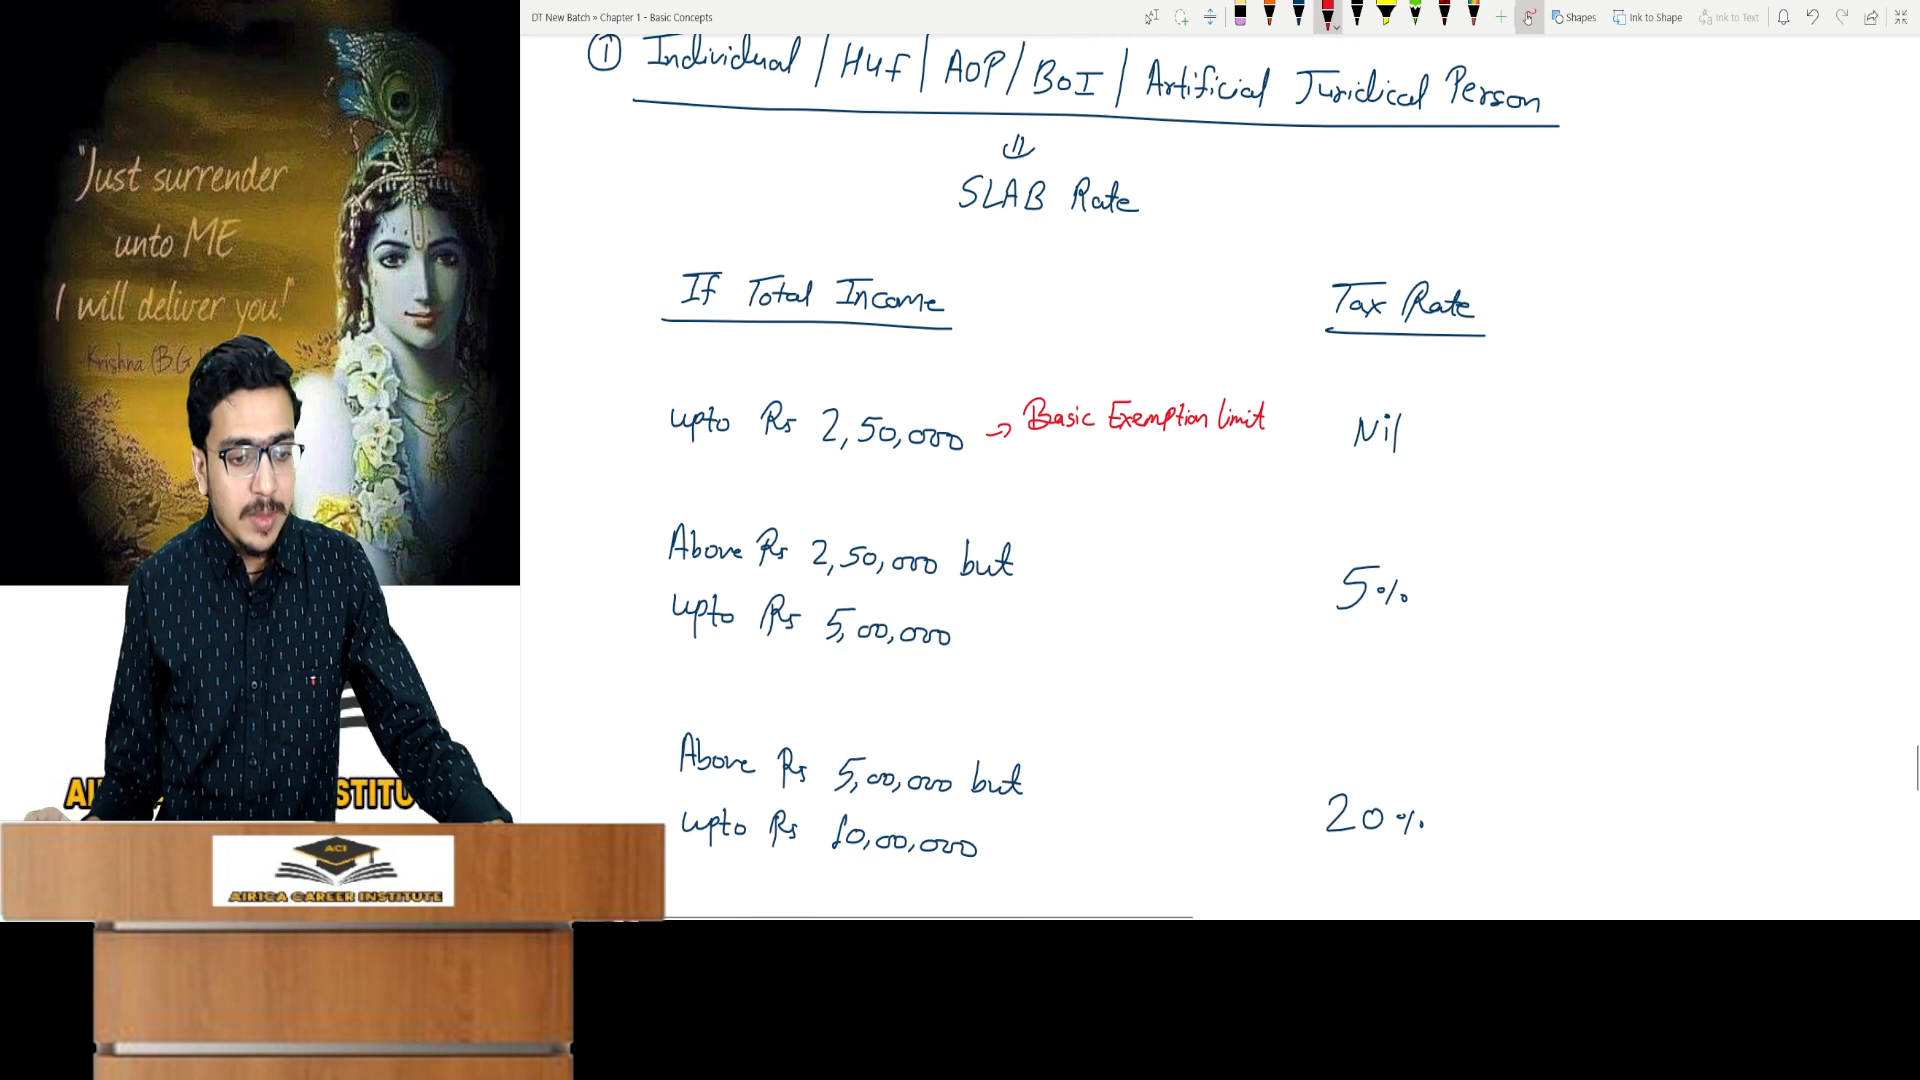 DT New Batch » Chapter 1 - Basic Concepts
Shapes
Ink to Shape
Ink to Text
① Individual / HUF / AOP / BOI / Artificial Juridical Person
SLAB Rate
If Total Income
Tax Rate
upto Rs 2,50,000 → Basic Exemption limit
Nil
Above Rs 2,50,000 but
upto Rs 5,00,000
5%
Above Rs 5,00,000 but
upto Rs 10,00,000
20%
"Just surrender
unto ME
I will deliver you!"
Krishna (B.G
STITU
ACI
AIRICA CAREER INSTITUTE